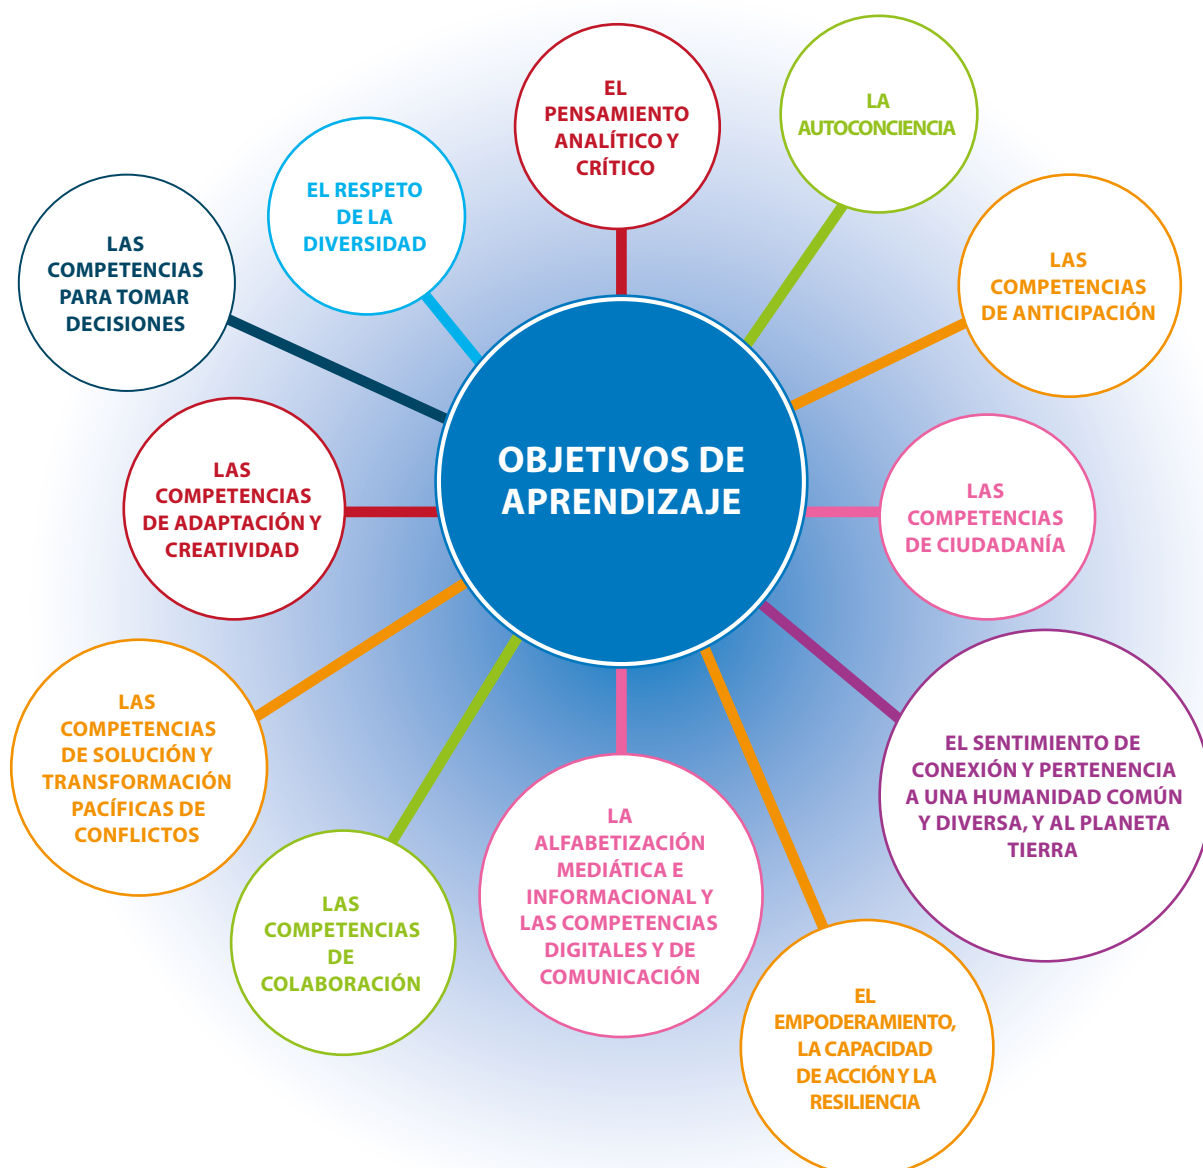 EL
PENSAMIENTO
ANALÍTICO Y
CRÍTICO
LA
AUTOCONCIENCIA
EL RESPETO
DE LA
DIVERSIDAD
LAS
COMPETENCIAS
PARA TOMAR
DECISIONES
LAS
COMPETENCIAS
DE ANTICIPACIÓN
OBJETIVOS DE
APRENDIZAJE
LAS
COMPETENCIAS
DE ADAPTACIÓN Y
CREATIVIDAD
LAS
COMPETENCIAS
DE CIUDADANÍA
LAS
COMPETENCIAS
DE SOLUCIÓN Y
TRANSFORMACIÓN
PACÍFICAS DE
CONFLICTOS
EL SENTIMIENTO DE
CONEXIÓN Y PERTENENCIA
A UNA HUMANIDAD COMÚN
Y DIVERSA, Y AL PLANETA
TIERRA
LA
ALFABETIZACIÓN
MEDIÁTICA E
INFORMACIONAL Y
LAS COMPETENCIAS
DIGITALES Y DE
COMUNICACIÓN
LAS
COMPETENCIAS
DE
COLABORACIÓN
EL
EMPODERAMIENTO,
LA CAPACIDAD
DE ACCIÓN Y LA
RESILIENCIA